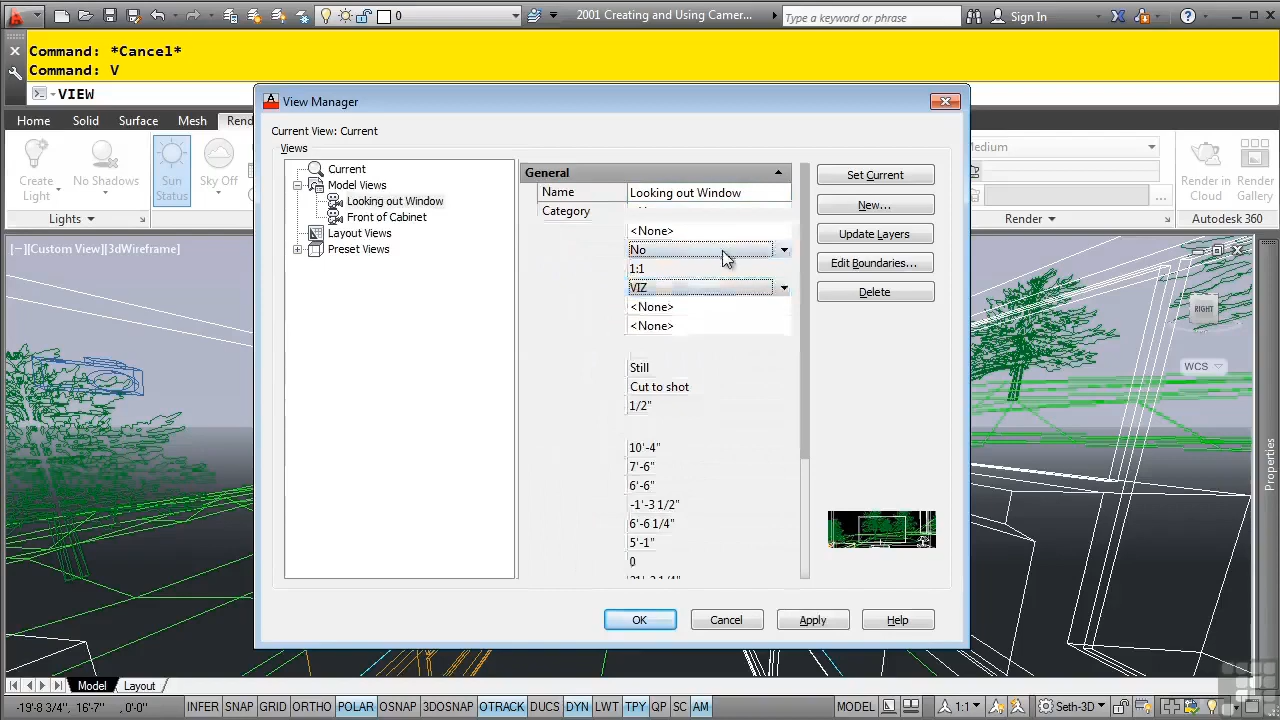 0
2001 Creating and Using Camer...
Type a keyword or phrase
Sign In
Command: *Cancel*
Command: V
VIEW
Home
Solid
Surface
Mesh
Rend
Create
Light
No Shadows
Sun
Status
Sky Off
Lights
View Manager
Current View: Current
Views
Current
Model Views
Looking out Window
Front of Cabinet
Layout Views
Preset Views
General
Name
Looking out Window
Category
<None>
No
1:1
VIZ
<None>
<None>
Still
Cut to shot
1/2"
10'-4"
7'-6"
6'-6"
-1'-3 1/2"
6'-6 1/4"
5'-1"
0
Set Current
New...
Update Layers
Edit Boundaries...
Delete
OK
Cancel
Apply
Help
Medium
...
Render in
Cloud
Render
Gallery
Render
Autodesk 360
[−][Custom View][3dWireframe]
RIGHT
WCS
Properties
Model
Layout
-19'-8 3/4", 16'-7", 0'-0"
INFER
SNAP
GRID
ORTHO
POLAR
OSNAP
3DOSNAP
OTRACK
DUCS
DYN
LWT
TPY
QP
SC
AM
MODEL
1:1
Seth-3D